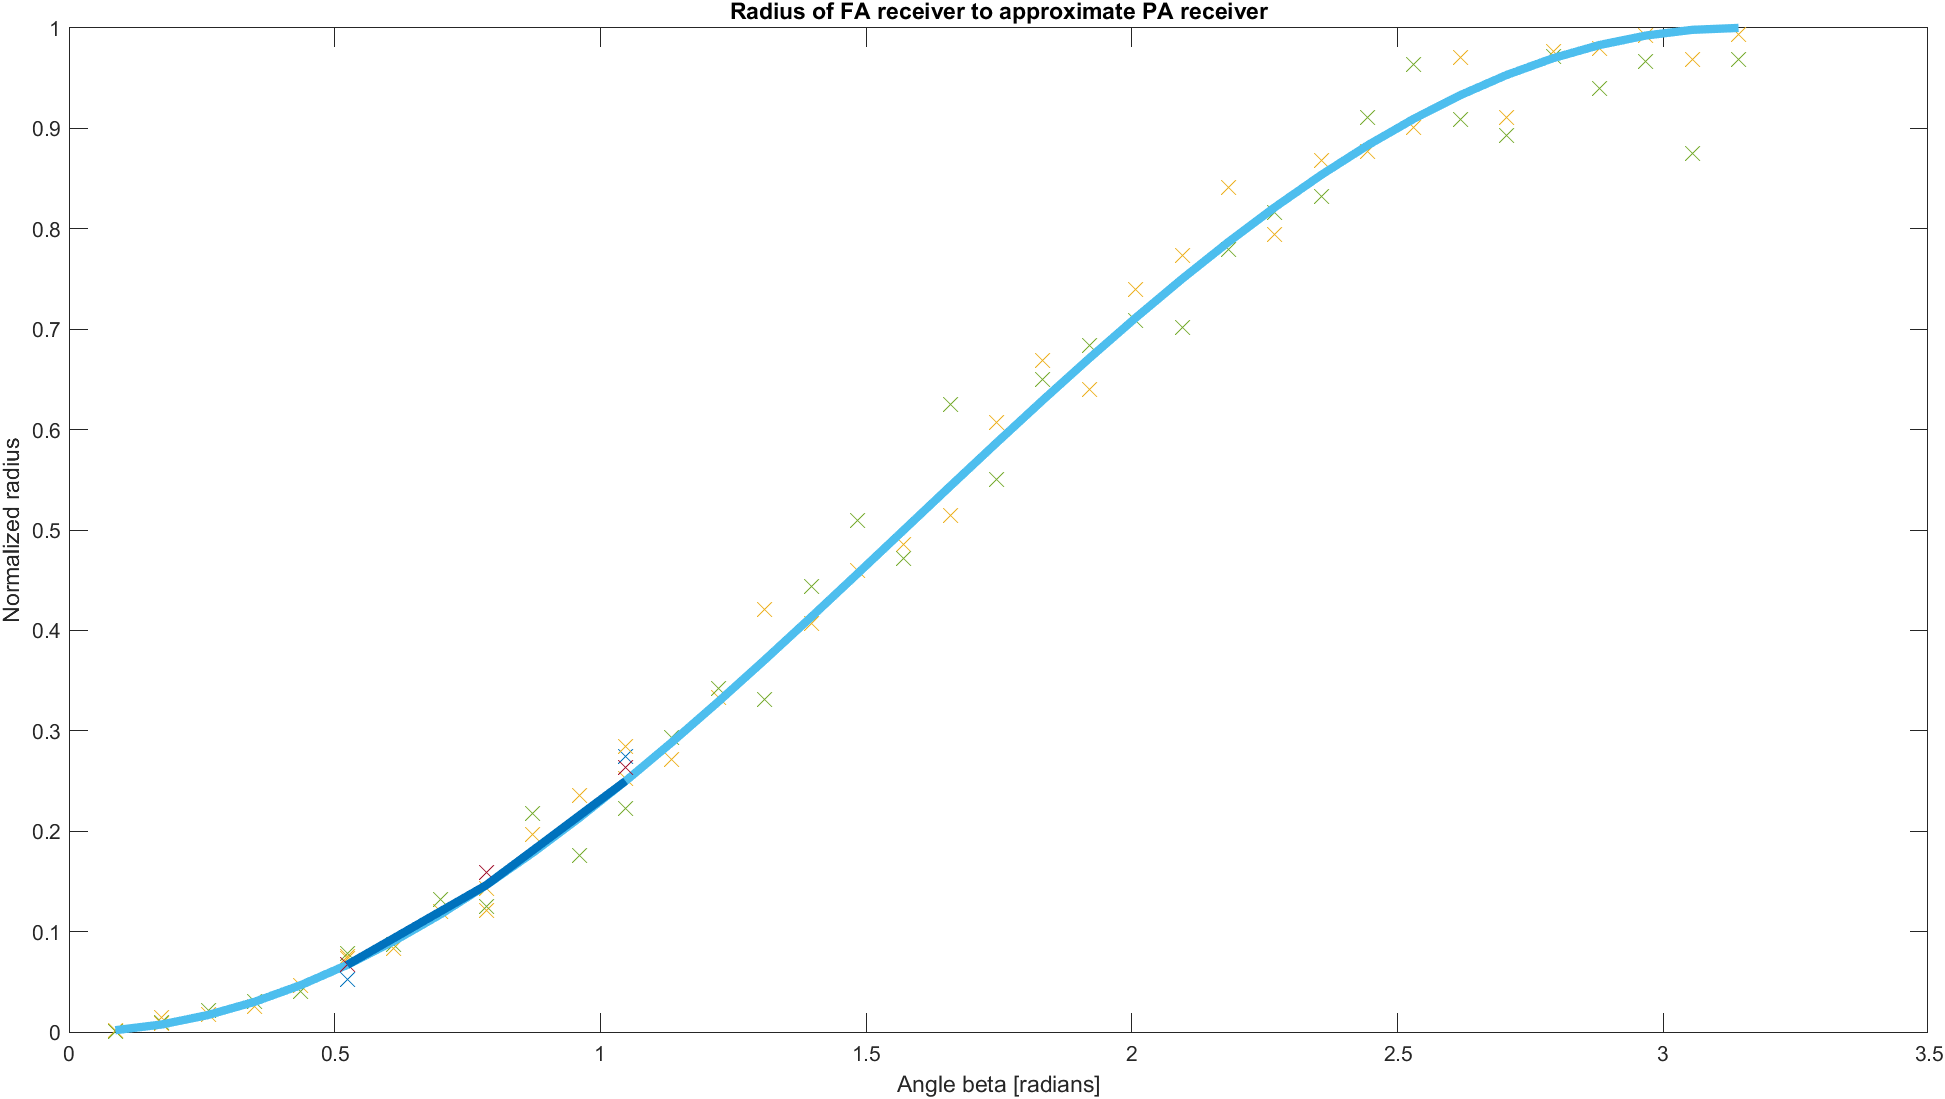 Radius of FA receiver to approximate PA receiver
1
0.9
0.8
0.7
0.6
0.5
0.4
0.3
0.2
0.1
0
Normalized radius
0 0.5 1 1.5 2 2.5 3 3.5
Angle beta [radians]